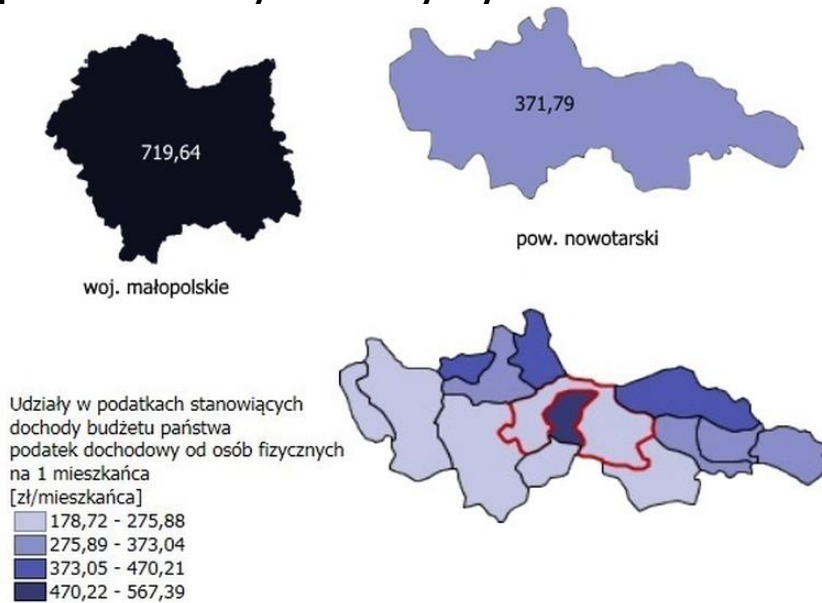 719,64
371,79
pow. nowotarski
woj. małopolskie
Udziały w podatkach stanowiących
dochody budżetu państwa
podatek dochodowy od osób fizycznych
na 1 mieszkańca
[zł/mieszkańca]
178,72 - 275,88
275,89 - 373,04
373,05 - 470,21
470,22 - 567,39